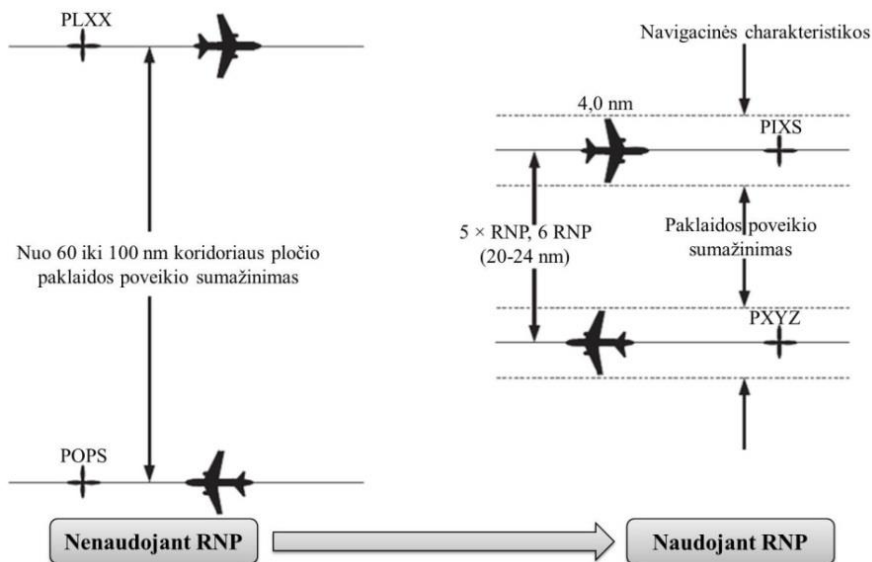 PLXX
Nuo 60 iki 100 nm koridoriaus pločio
paklaidos poveikio sumažinimas
POPS
Nenaudojant RNP
Navigacinės charakteristikos
4,0 nm
PIXS
5 × RNP, 6 RNP
(20-24 nm)
Paklaidos poveikio
sumažinimas
PXYZ
Naudojant RNP